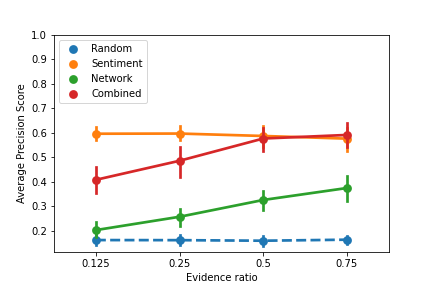 1.0
0.9
0.8
0.7
0.6
0.5
0.4
0.3
0.2
Average Precision Score
Random
Sentiment
Network
Combined
0.125 0.25 0.5 0.75
Evidence ratio